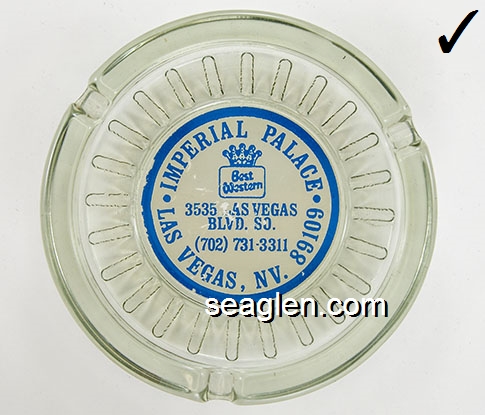 • IMPERIAL PALACE •
Best
Western
3535 LAS VEGAS
BLVD. SO.
(702) 731-3311
LAS VEGAS, NV. 89109
seaglen.com